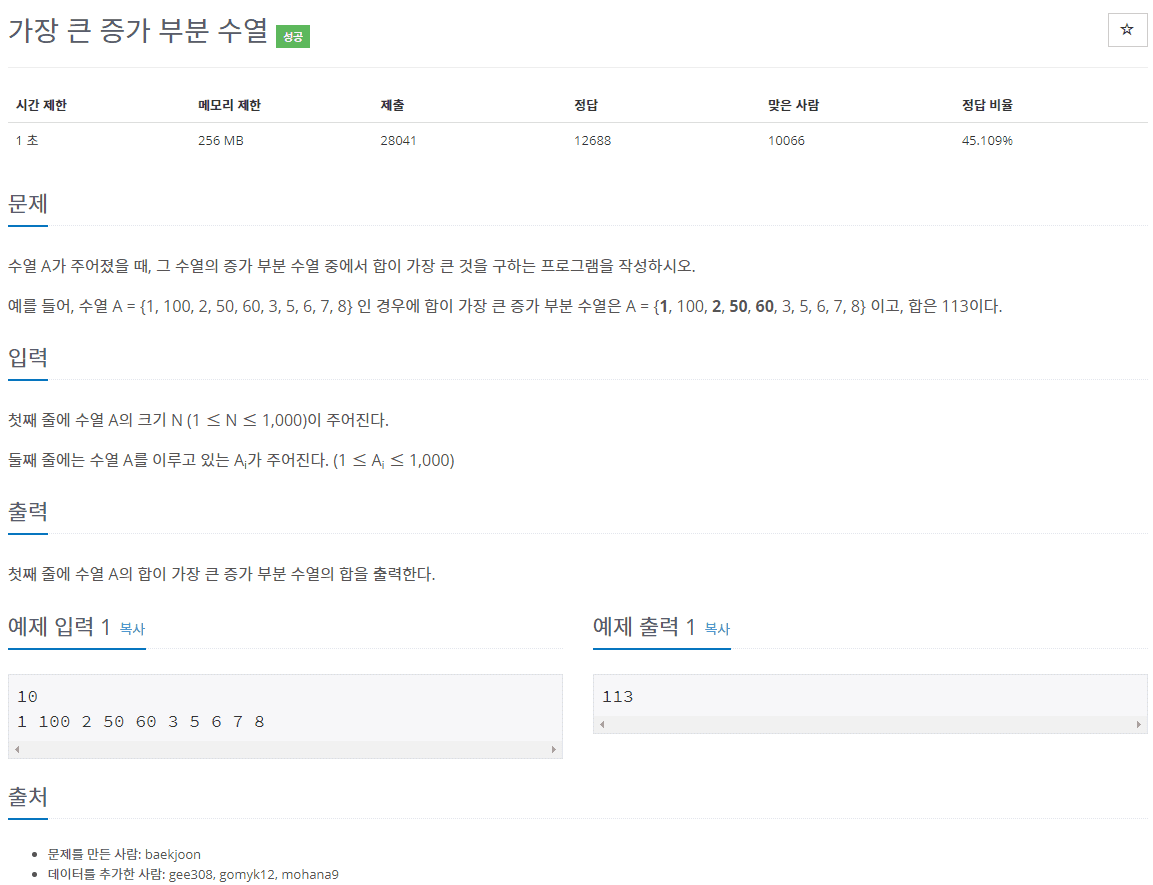 가장 큰 증가 부분 수열 성공
☆
시간 제한 메모리 제한 제출 정답 맞은 사람 정답 비율
1 초 256 MB 28041 12688 10066 45.109%
문제
수열 A가 주어졌을 때, 그 수열의 증가 부분 수열 중에서 합이 가장 큰 것을 구하는 프로그램을 작성하시오.
예를 들어, 수열 A = {1, 100, 2, 50, 60, 3, 5, 6, 7, 8} 인 경우에 합이 가장 큰 증가 부분 수열은 A = {1, 100, 2, 50, 60, 3, 5, 6, 7, 8} 이고, 합은 113이다.
입력
첫째 줄에 수열 A의 크기 N (1 ≤ N ≤ 1,000)이 주어진다.
둘째 줄에는 수열 A를 이루고 있는 Ai가 주어진다. (1 ≤ Ai ≤ 1,000)
출력
첫째 줄에 수열 A의 합이 가장 큰 증가 부분 수열의 합을 출력한다.
예제 입력 1 복사
10
1 100 2 50 60 3 5 6 7 8
예제 출력 1 복사
113
출처
• 문제를 만든 사람: baekjoon
• 데이터를 추가한 사람: gee308, gomyk12, mohana9